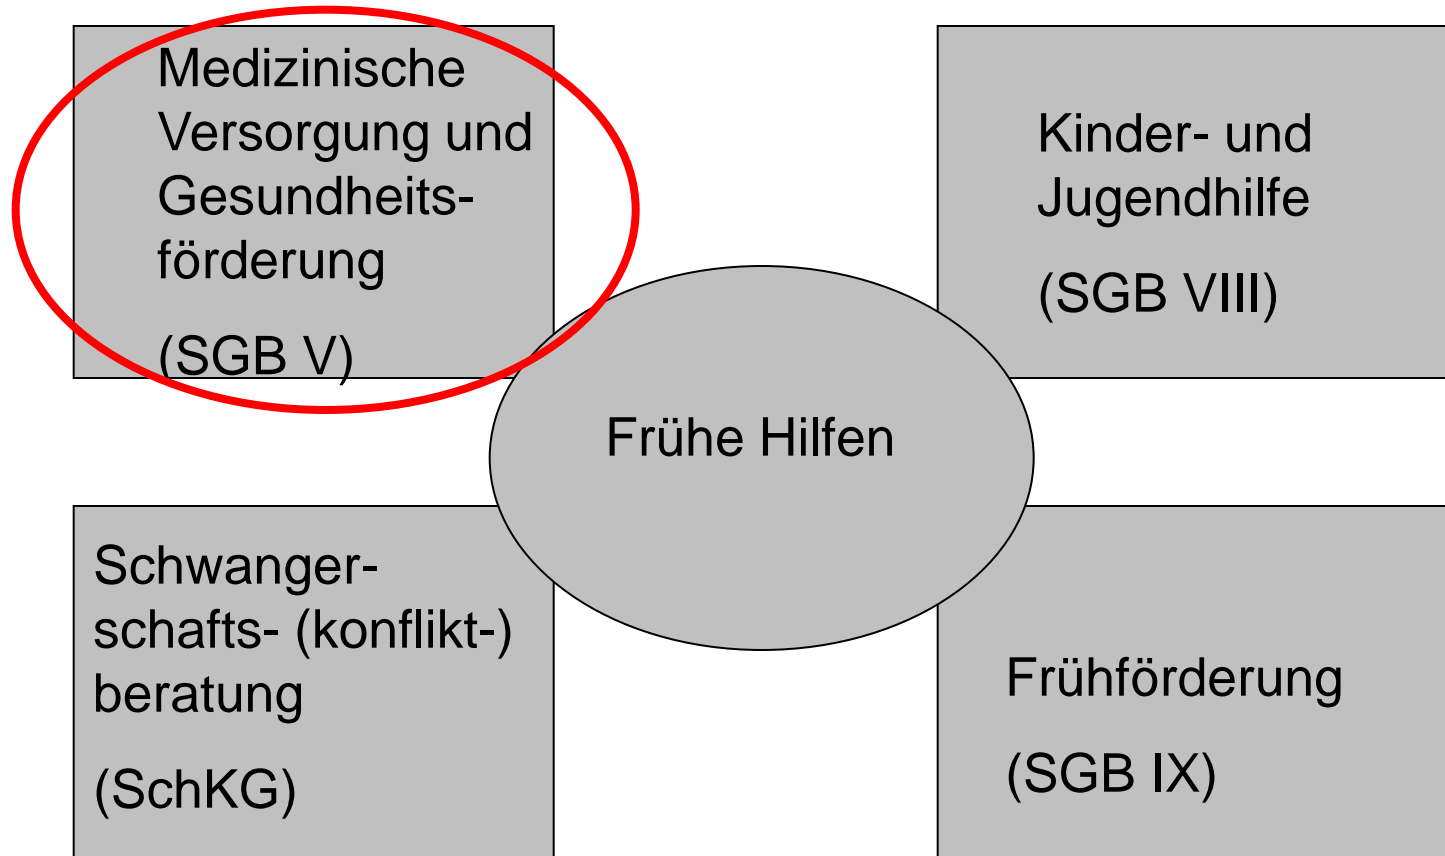 Medizinische
Versorgung und
Gesundheits-
förderung
(SGB V)
Kinder- und
Jugendhilfe
(SGB VIII)
Frühe Hilfen
Schwanger-
schafts- (konflikt-)
beratung
(SchKG)
Frühförderung
(SGB IX)